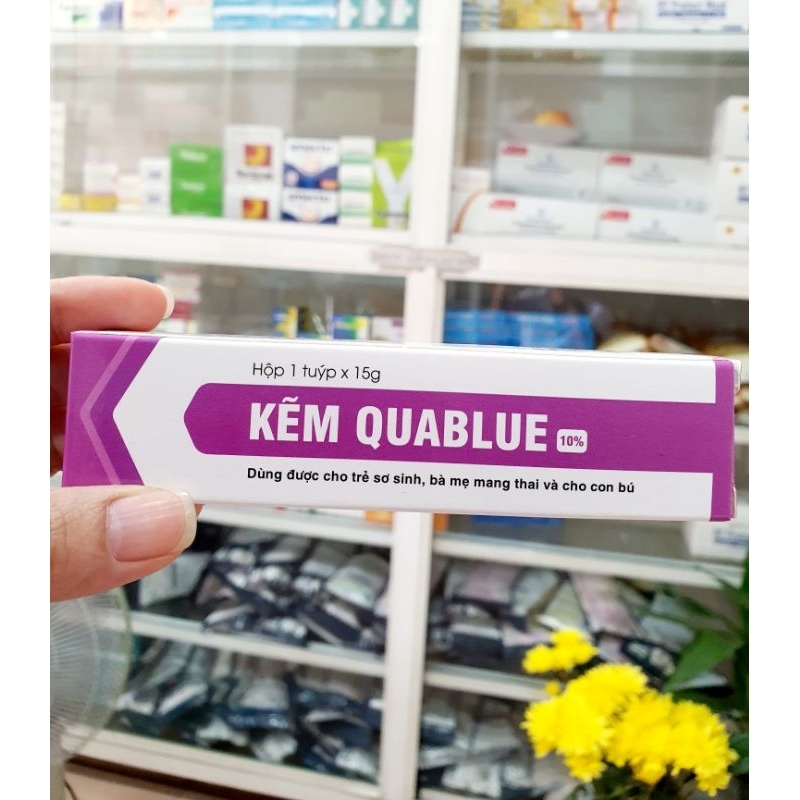 Hộp 1 tuýp x 15g
KẼM QUABLUE 10%
Dùng được cho trẻ sơ sinh, bà mẹ mang thai và cho con bú